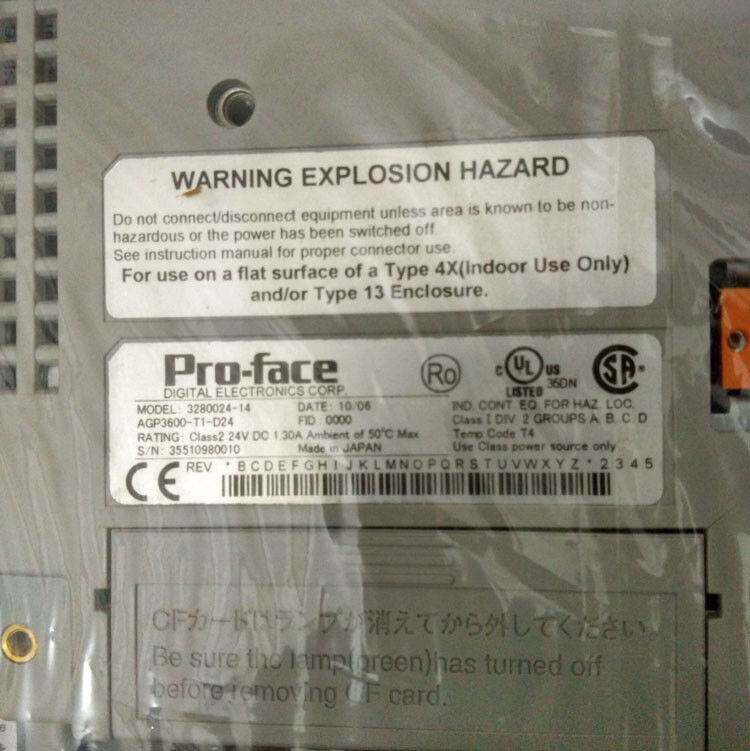 WARNING EXPLOSION HAZARD
Do not connect/disconnect equipment unless area is known to be non-
hazardous or the power has been switched off.
See instruction manual for proper connector use.
For use on a flat surface of a Type 4X(Indoor Use Only)
and/or Type 13 Enclosure.
Pro-face
DIGITAL ELECTRONICS CORP.
Ro
C UL US
LISTED 35DN
SA
MODEL: 3280024-14 DATE: 10/06
AGP3600-T1-D24 FID 0000
RATING: Class2 24V DC 1.30A Ambient of 50°C Max
S/N: 35510980010 Made in JAPAN
IND. CONT. EQ. FOR HAZ. LOC.
Class I DIV 2 GROUPS A, B, C, D
Temp Code T4
Use Class power source only
CE
REV * B C D E F G H I J K L M N O P Q R S T U V W X Y Z * 2 3 4 5
CFカードはランプが消えてから外してください。
Be sure the lamp(green)has turned off
before removing CF card.